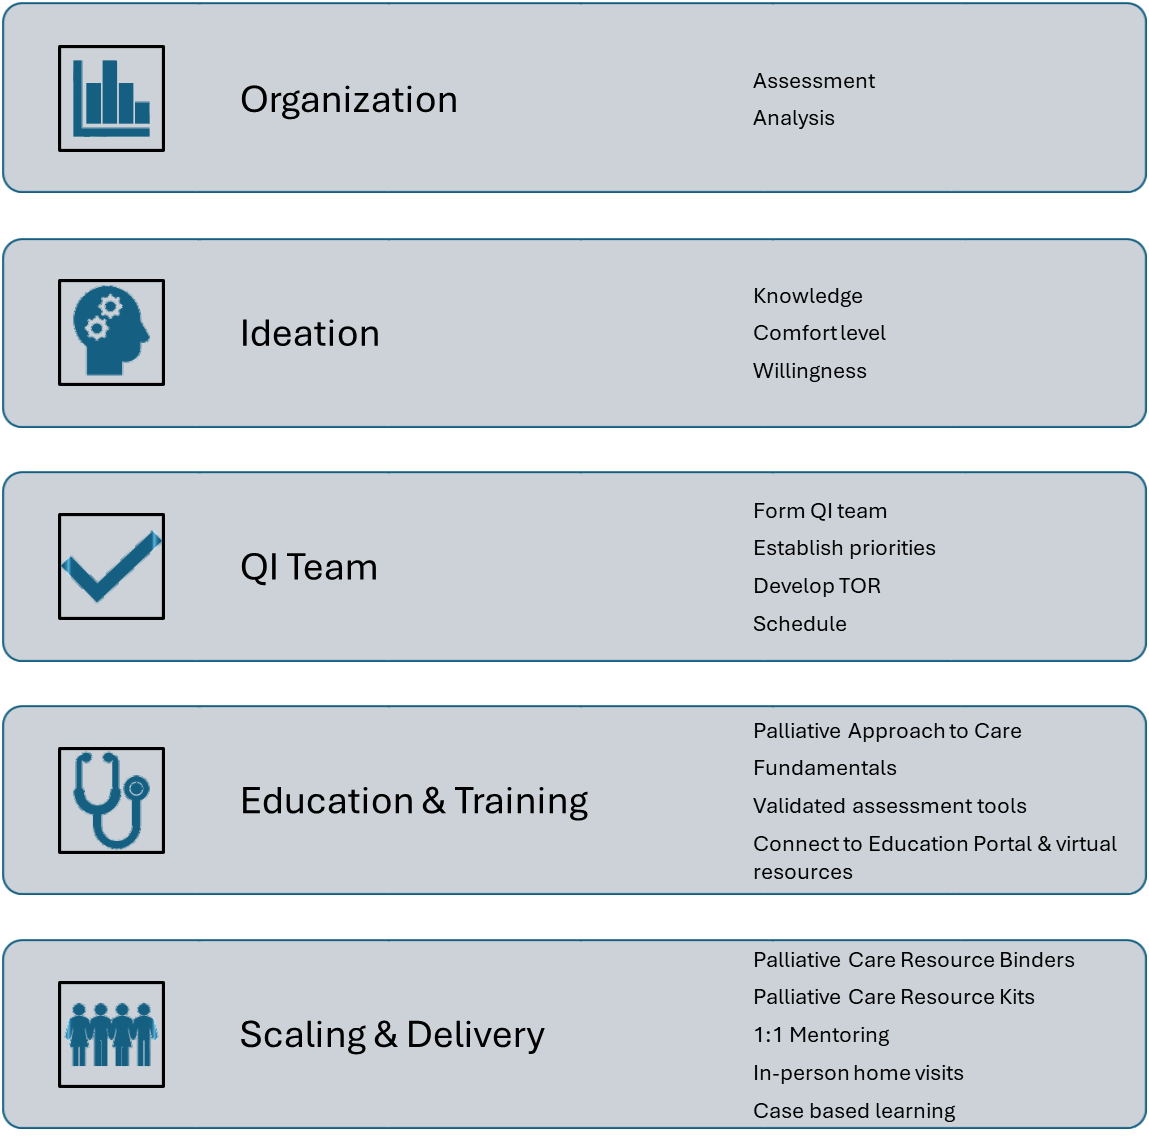 Organization
Assessment
Analysis
Ideation
Knowledge
Comfort level
Willingness
QI Team
Form QI team
Establish priorities
Develop TOR
Schedule
Education & Training
Palliative Approach to Care
Fundamentals
Validated assessment tools
Connect to Education Portal & virtual
resources
Scaling & Delivery
Palliative Care Resource Binders
Palliative Care Resource Kits
1:1 Mentoring
In-person home visits
Case based learning